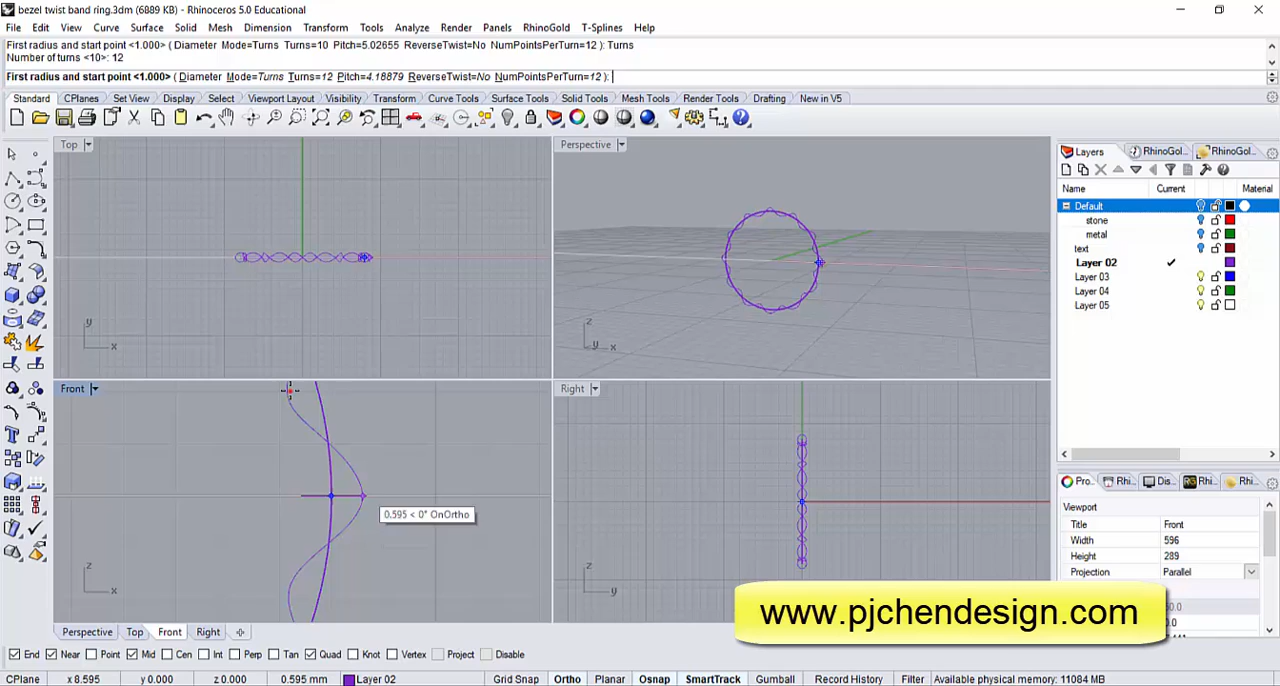 bezel twist band ring.3dm (6889 KB) - Rhinoceros 5.0 Educational
File Edit View Curve Surface Solid Mesh Dimension Transform Tools Analyze Render Panels RhinoGold T-Splines Help
First radius and start point <1.000> ( Diameter Mode=Turns Turns=10 Pitch=5.02655 ReverseTwist=No NumPointsPerTurn=12 ): Turns
Number of turns <10>: 12
First radius and start point <1.000> ( Diameter Mode=Turns Turns=12 Pitch=4.18879 ReverseTwist=No NumPointsPerTurn=12 ):
Standard CPlanes Set View Display Select Viewport Layout Visibility Transform Curve Tools Surface Tools Solid Tools Mesh Tools Render Tools Drafting New in V5
Top
y
x
Perspective
z
y
x
Front
0.595 < 0° OnOrtho
z
x
Right
z
y
Layers RhinoGol... RhinoGol...
Name Current Material
Default
stone
metal
text
Layer 02
Layer 03
Layer 04
Layer 05
Pro... Rhi... Dis... Rhi... Rhi...
Viewport
Title Front
Width 596
Height 289
Projection Parallel
www.pjchendesign.com
Perspective Top Front Right
End Near Point Mid Cen Int Perp Tan Quad Knot Vertex Project Disable
CPlane x 8.595 y 0.000 z 0.000 0.595 mm Layer 02 Grid Snap Ortho Planar Osnap SmartTrack Gumball Record History Filter Available physical memory: 11084 MB